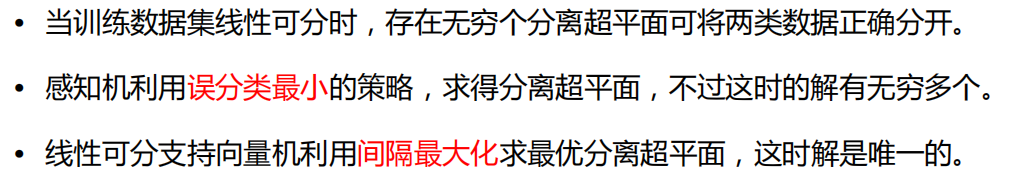 • 当训练数据集线性可分时，存在无穷个分离超平面可将两类数据正确分开。
• 感知机利用误分类最小的策略，求得分离超平面，不过这时的解有无穷多个。
• 线性可分支持向量机利用间隔最大化求最优分离超平面，这时解是唯一的。